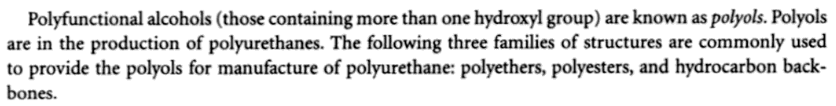 Polyfunctional alcohols (those containing more than one hydroxyl group) are known as polyols. Polyols
are in the production of polyurethanes. The following three families of structures are commonly used
to provide the polyols for manufacture of polyurethane: polyethers, polyesters, and hydrocarbon back-
bones.